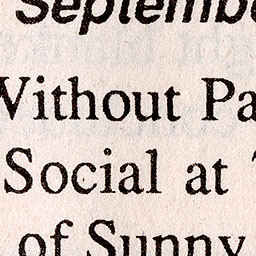 Septembe
Without Pa
Social at
of Sunny